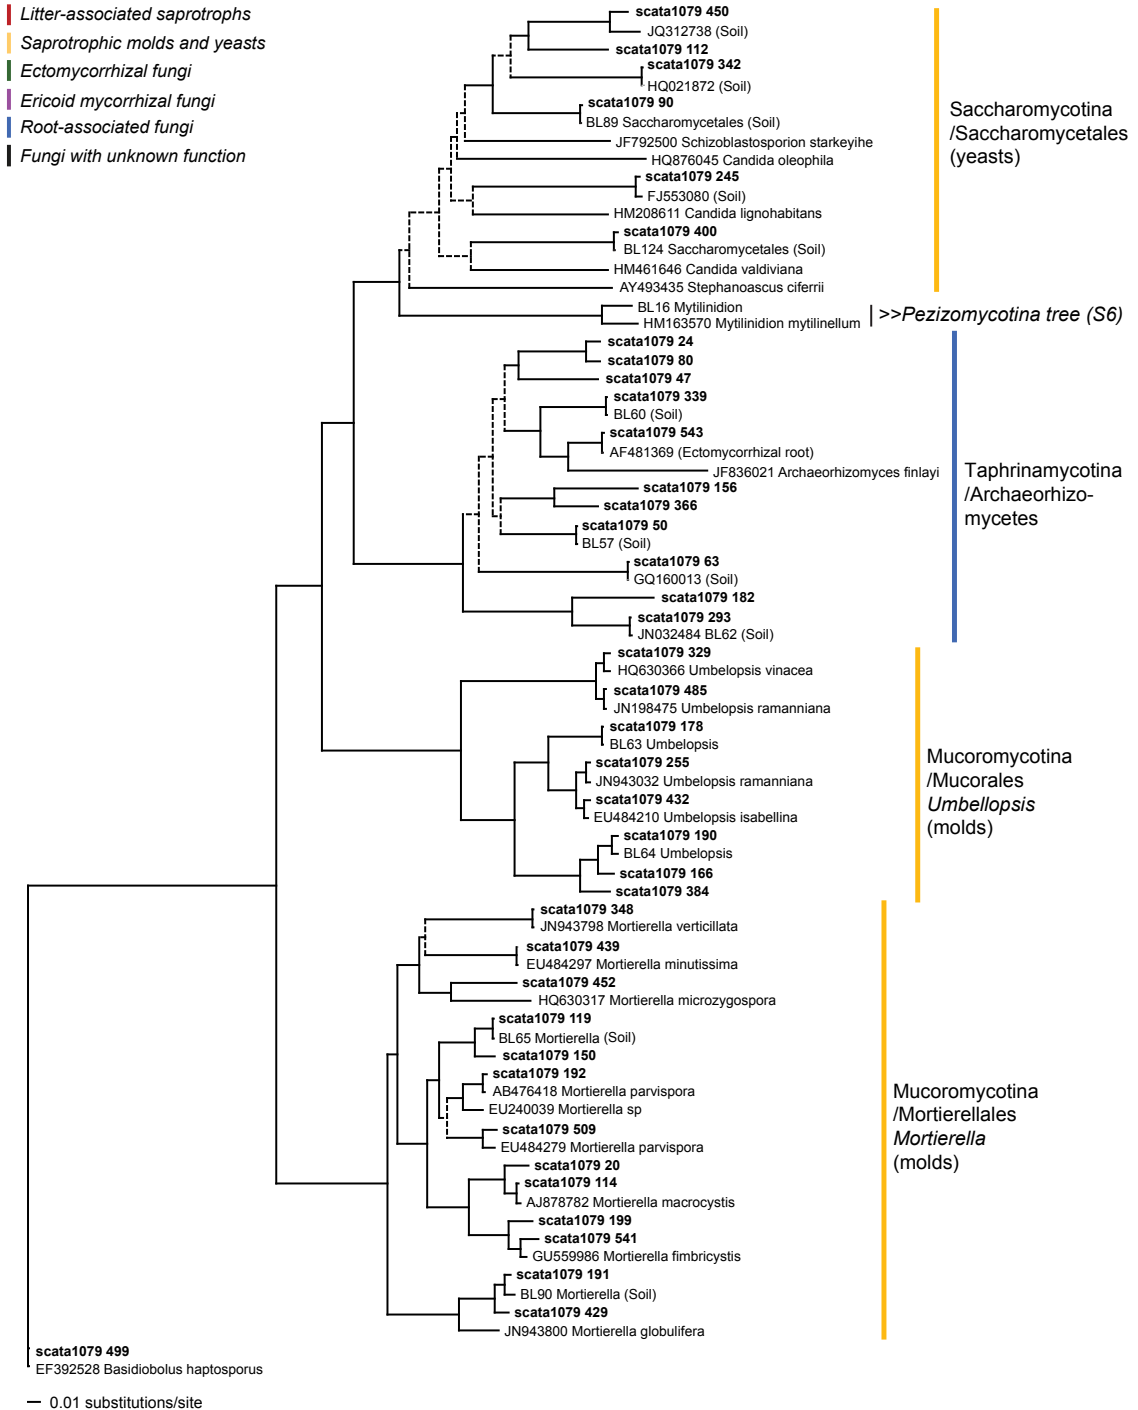 Litter-associated saprotrophs
Saprotrophic molds and yeasts
Ectomycorrhizal fungi
Ericoid mycorrhizal fungi
Root-associated fungi
Fungi with unknown function
scata1079 450
JQ312738 (Soil)
scata1079 112
scata1079 342
HQ021872 (Soil)
scata1079 90
BL89 Saccharomycetales (Soil)
JF792500 Schizoblastosporion starkeyihe
HQ876045 Candida oleophila
scata1079 245
FJ553080 (Soil)
HM208611 Candida lignohabitans
scata1079 400
BL124 Saccharomycetales (Soil)
HM461646 Candida valdiviana
AY493435 Stephanoascus ciferrii
Saccharomycotina
/Saccharomycetales
(yeasts)
BL16 Mytilinidion
HM163570 Mytilinidion mytilinellum
>>Pezizomycotina tree (S6)
scata1079 24
scata1079 80
scata1079 47
scata1079 339
BL60 (Soil)
scata1079 543
AF481369 (Ectomycorrhizal root)
JF836021 Archaeorhizomyces finlayi
scata1079 156
scata1079 366
scata1079 50
BL57 (Soil)
scata1079 63
GQ160013 (Soil)
scata1079 182
scata1079 293
JN032484 BL62 (Soil)
Taphrinamycotina
/Archaeorhizo-
mycetes
scata1079 329
HQ630366 Umbelopsis vinacea
scata1079 485
JN198475 Umbelopsis ramanniana
scata1079 178
BL63 Umbelopsis
scata1079 255
JN943032 Umbelopsis ramanniana
scata1079 432
EU484210 Umbelopsis isabellina
scata1079 190
BL64 Umbelopsis
scata1079 166
scata1079 384
Mucoromycotina
/Mucorales
Umbellopsis
(molds)
scata1079 348
JN943798 Mortierella verticillata
scata1079 439
EU484297 Mortierella minutissima
scata1079 452
HQ630317 Mortierella microzygospora
scata1079 119
BL65 Mortierella (Soil)
scata1079 150
scata1079 192
AB476418 Mortierella parvispora
EU240039 Mortierella sp
scata1079 509
EU484279 Mortierella parvispora
scata1079 20
scata1079 114
AJ878782 Mortierella macrocystis
scata1079 199
scata1079 541
GU559986 Mortierella fimbricystis
scata1079 191
BL90 Mortierella (Soil)
scata1079 429
JN943800 Mortierella globulifera
Mucoromycotina
/Mortierellales
Mortierella
(molds)
scata1079 499
EF392528 Basidiobolus haptosporus
0.01 substitutions/site